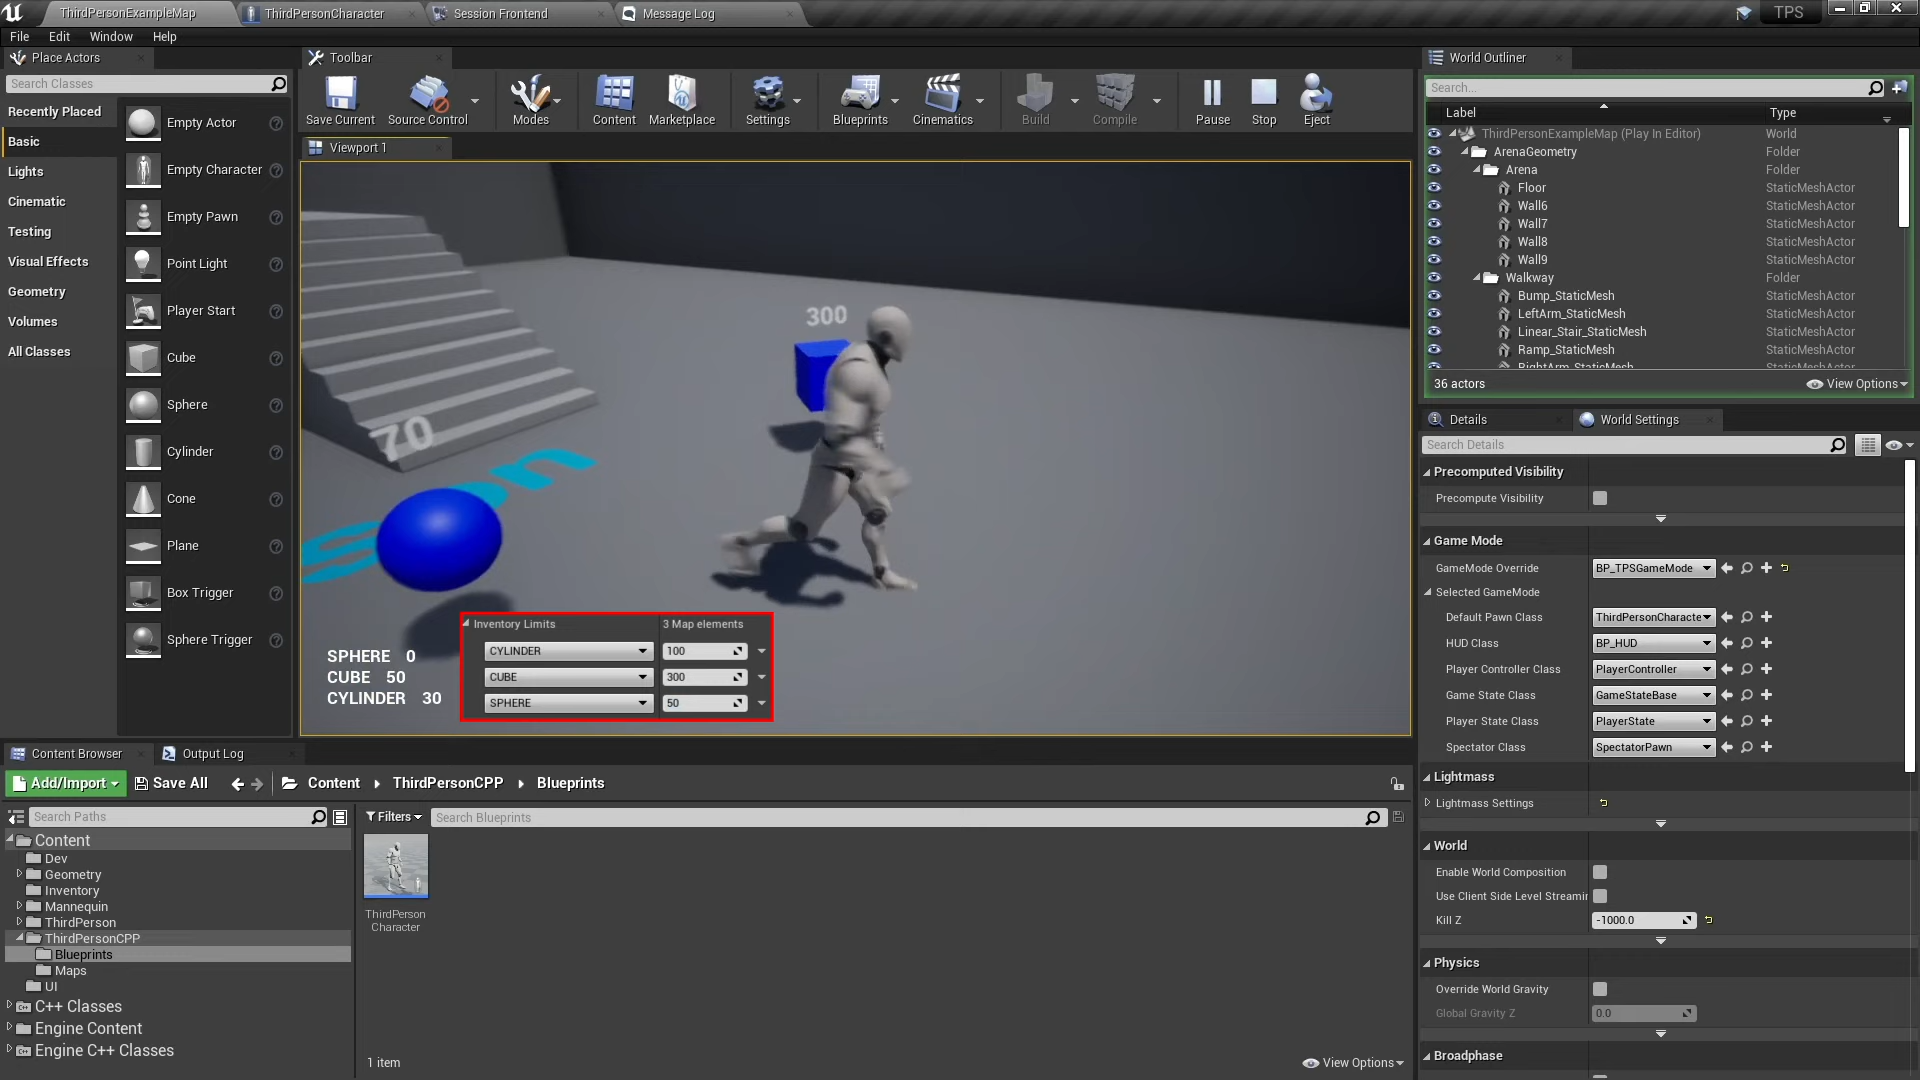 ThirdPersonExampleMap
ThirdPersonCharacter
Session Frontend
Message Log
TPS
File Edit Window Help
Place Actors
Search Classes
Recently Placed
Basic
Lights
Cinematic
Testing
Visual Effects
Geometry
Volumes
All Classes
Empty Actor
Empty Character
Empty Pawn
Point Light
Player Start
Cube
Sphere
Cylinder
Cone
Plane
Box Trigger
Sphere Trigger
Toolbar
Save Current
Source Control
Modes
Content
Marketplace
Settings
Blueprints
Cinematics
Build
Compile
Pause
Stop
Eject
Viewport 1
300
70
SPHERE 0
CUBE 50
CYLINDER 30
Inventory Limits 3 Map elements
CYLINDER 100
CUBE 300
SPHERE 50
World Outliner
Search...
Label Type
ThirdPersonExampleMap (Play In Editor) World
ArenaGeometry Folder
Arena Folder
Floor StaticMeshActor
Wall6 StaticMeshActor
Wall7 StaticMeshActor
Wall8 StaticMeshActor
Wall9 StaticMeshActor
Walkway Folder
Bump_StaticMesh StaticMeshActor
LeftArm_StaticMesh StaticMeshActor
Linear_Stair_StaticMesh StaticMeshActor
Ramp_StaticMesh StaticMeshActor
RightArm_StaticMesh StaticMeshActor
36 actors View Options
Details
World Settings
Search Details
Precomputed Visibility
Precompute Visibility
Game Mode
GameMode Override BP_TPSGameMode
Selected GameMode
Default Pawn Class ThirdPersonCharacte
HUD Class BP_HUD
Player Controller Class PlayerController
Game State Class GameStateBase
Player State Class PlayerState
Spectator Class SpectatorPawn
Lightmass
Lightmass Settings
World
Enable World Composition
Use Client Side Level Streamin
Kill Z -1000.0
Physics
Override World Gravity
Global Gravity Z 0.0
Broadphase
Content Browser
Output Log
Add/Import Save All Content ThirdPersonCPP Blueprints
Search Paths
Filters
Search Blueprints
Content
Dev
Geometry
Inventory
Mannequin
ThirdPerson
ThirdPersonCPP
Blueprints
Maps
UI
C++ Classes
Engine Content
Engine C++ Classes
ThirdPerson
Character
1 item
View Options